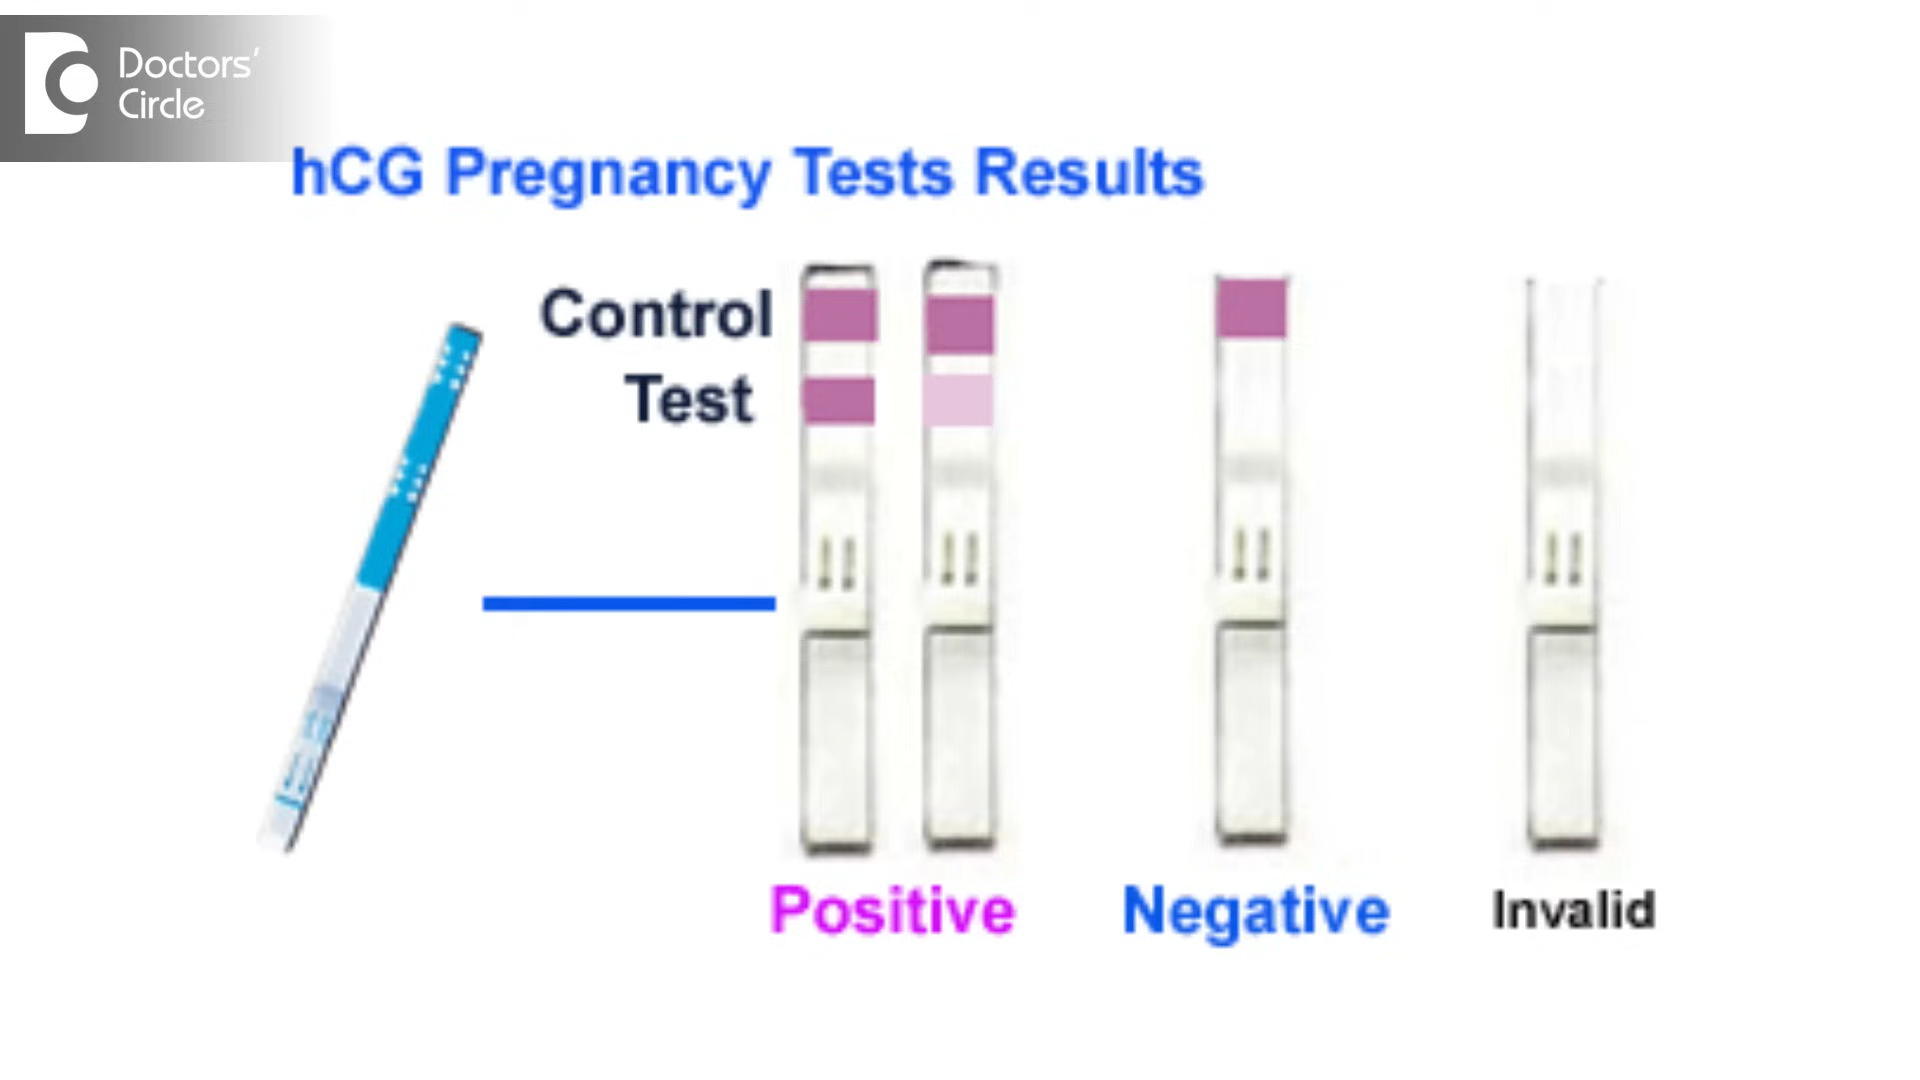 Doctors'
Circle
hCG Pregnancy Tests Results
Control
Test
Positive
Negative
Invalid